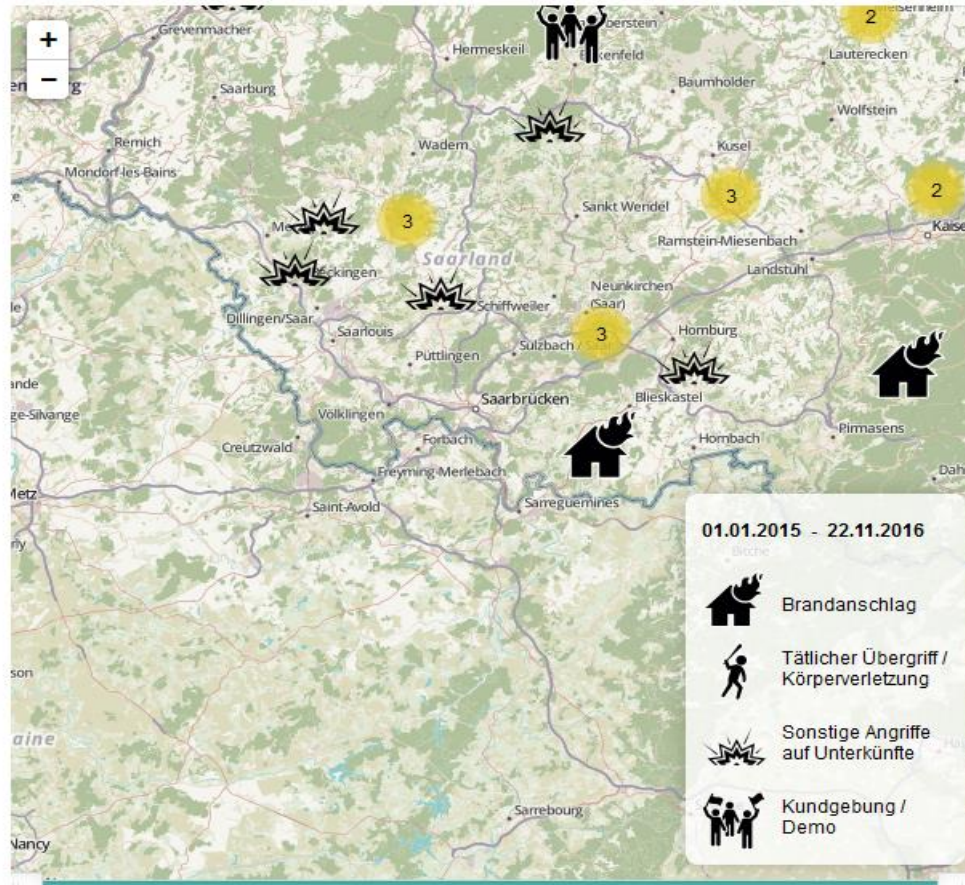 +
−
Grevenmacher
Hermeskeil
2
Lauterecken
Saarburg
Baumholder
Wolfstein
Remich
Wadern
Kusel
Mondorf-les-Bains
3
3
2
Sankt Wendel
Ramstein-Miesenbach
Saarland
Landstuhl
Neunkirchen
(Saar)
Schiffweiler
Dillingen/Saar
Saarlouis
3
Homburg
Sulzbach /
Püttlingen
Saarbrücken
Blieskastel
Völklingen
Pirmasens
Creutzwald
Forbach
Hornbach
Freyming-Merlebach
Metz
Saint-Avold
Sarreguemines
01.01.2015 - 22.11.2016
Bitche
Brandanschlag
Tätlicher Übergriff /
Körperverletzung
Sonstige Angriffe
auf Unterkünfte
Kundgebung /
Demo
Sarrebourg
Nancy